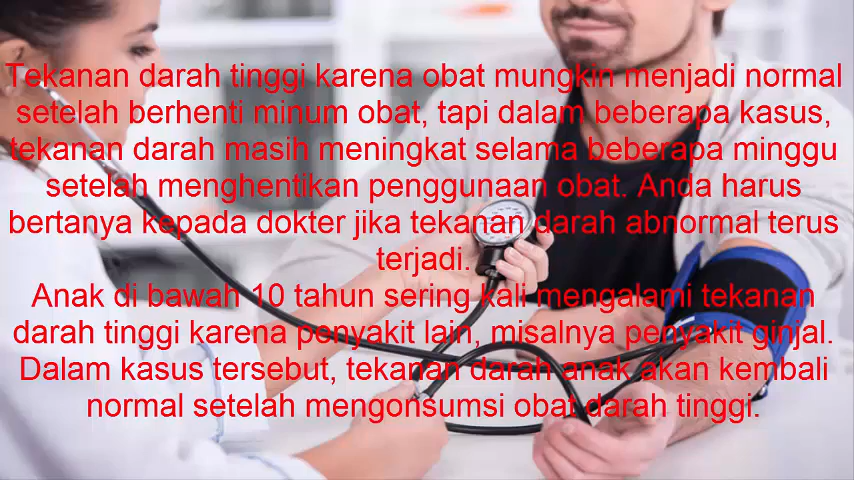 Tekanan darah tinggi karena obat mungkin menjadi normal
setelah berhenti minum obat, tapi dalam beberapa kasus,
tekanan darah masih meningkat selama beberapa minggu
setelah menghentikan penggunaan obat. Anda harus
bertanya kepada dokter jika tekanan darah abnormal terus
terjadi.
Anak di bawah 10 tahun sering kali mengalami tekanan
darah tinggi karena penyakit lain, misalnya penyakit ginjal.
Dalam kasus tersebut, tekanan darah anak akan kembali
normal setelah mengonsumsi obat darah tinggi.